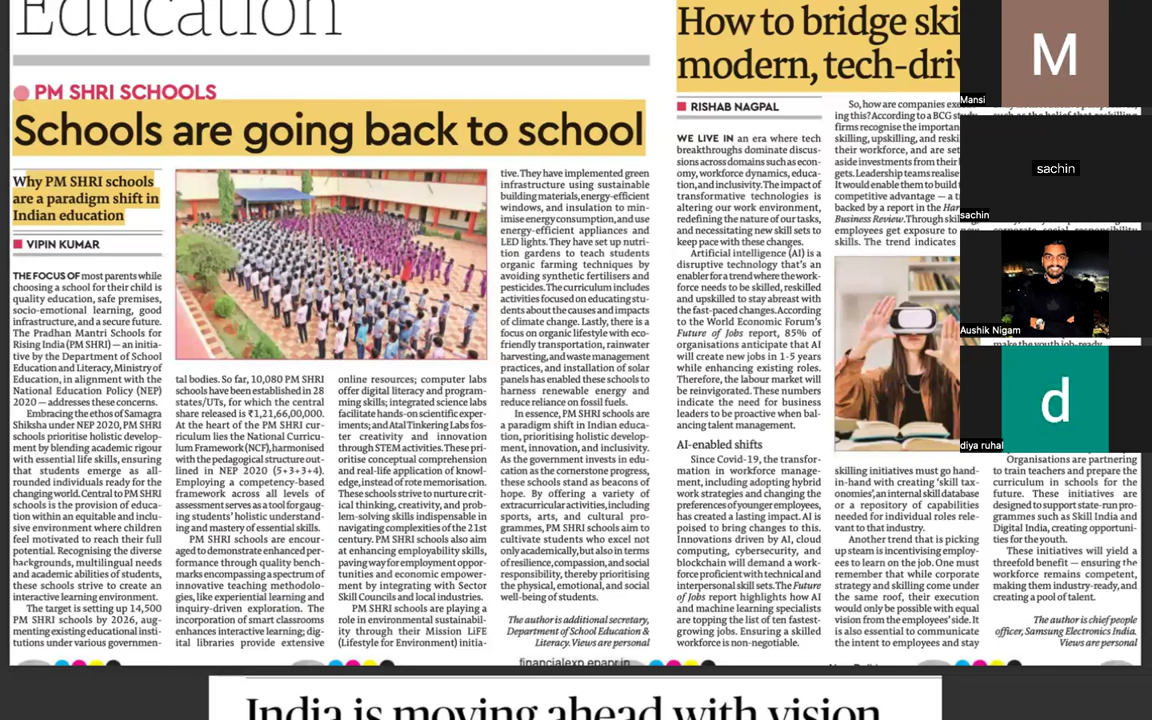 Education
PM SHRI SCHOOLS
Schools are going back to school
Why PM SHRI schools
are a paradigm shift in
Indian education
VIPIN KUMAR
THE FOCUS OF most parents while
choosing a school for their child is
quality education, safe premises,
socio-emotional learning, good
infrastructure, and a secure future.
The Pradhan Mantri Schools for
Rising India (PM SHRI) — an initia-
tive by the Department of School
Education and Literacy, Ministry of
Education, in alignment with the
National Education Policy (NEP)
2020 — addresses these concerns.
Embracing the ethos of Samagra
Shiksha under NEP 2020, PM SHRI
schools prioritise holistic develop-
ment by blending academic rigour
with essential life skills, ensuring
that students emerge as all-
rounded individuals ready for the
changing world. Central to PM SHRI
schools is the provision of educa-
tion within an equitable and inclu-
sive environment where children
feel motivated to reach their full
potential. Recognising the diverse
backgrounds, multilingual needs
and academic abilities of students,
these schools strive to create an
interactive learning environment.
The target is setting up 14,500
PM SHRI schools by 2026, aug-
menting existing educational insti-
tutions under various governmen-
tal bodies. So far, 10,080 PM SHRI
schools have been established in 28
states/UTs, for which the central
share released is ₹1,21,66,00,000.
At the heart of the PM SHRI cur-
riculum lies the National Curricu-
lum Framework (NCF), harmonised
with the pedagogical structure out-
lined in NEP 2020 (5+3+3+4).
Employing a competency-based
framework across all levels of
assessment serves as a tool for gaug-
ing students' holistic understand-
ing and mastery of essential skills.
PM SHRI schools are encour-
aged to demonstrate enhanced per-
formance through quality bench-
marks encompassing a spectrum of
innovative teaching methodolo-
gies, like experiential learning and
inquiry-driven exploration. The
incorporation of smart classrooms
enhances interactive learning; dig-
ital libraries provide extensive
online resources; computer labs
offer digital literacy and program-
ming skills; integrated science labs
facilitate hands-on scientific exper-
iments; and Atal Tinkering Labs fos-
ter creativity and innovation
through STEM activities. These pri-
oritise conceptual comprehension
and real-life application of knowl-
edge, instead of rote memorisation.
These schools strive to nurture crit-
ical thinking, creativity, and prob-
lem-solving skills indispensable in
navigating complexities of the 21st
century. PM SHRI schools also aim
at enhancing employability skills,
paving way for employment oppor-
tunities and economic empower-
ment by integrating with Sector
Skill Councils and local industries.
PM SHRI schools are playing a
role in environmental sustainabil-
ity through their Mission LiFE
(Lifestyle for Environment) initia-
tive. They have implemented green
infrastructure using sustainable
building materials, energy-efficient
windows, and insulation to min-
imise energy consumption, and use
energy-efficient appliances and
LED lights. They have set up nutri-
tion gardens to teach students
organic farming techniques by
avoiding synthetic fertilisers and
pesticides. The curriculum includes
activities focused on educating stu-
dents about the causes and impacts
of climate change. Lastly, there is a
focus on organic lifestyle with eco-
friendly transportation, rainwater
harvesting, and waste management
practices, and installation of solar
panels has enabled these schools to
harness renewable energy and
reduce reliance on fossil fuels.
In essence, PM SHRI schools are
a paradigm shift in Indian educa-
tion, prioritising holistic develop-
ment, innovation, and inclusivity.
As the government invests in edu-
cation as the cornerstone progress,
these schools stand as beacons of
hope. By offering a variety of
extracurricular activities, including
sports, arts, and cultural pro-
grammes, PM SHRI schools aim to
cultivate students who excel not
only academically, but also in terms
of resilience, compassion, and social
responsibility, thereby prioritising
the physical, emotional, and social
well-being of students.
The author is additional secretary,
Department of School Education &
Literacy. Views are personal
How to bridge ski
modern, tech-driv
RISHAB NAGPAL
WE LIVE IN an era where tech
breakthroughs dominate discus-
sions across domains such as econ-
omy, workforce dynamics, educa-
tion, and inclusivity. The impact of
transformative technologies is
altering our work environment,
redefining the nature of our tasks,
and necessitating new skill sets to
keep pace with these changes.
Artificial intelligence (AI) is a
disruptive technology that's an
enabler for a trend where the work-
force needs to be skilled, reskilled
and upskilled to stay abreast with
the fast-paced changes. According
to the World Economic Forum's
Future of Jobs report, 85% of
organisations anticipate that AI
will create new jobs in 1-5 years
while enhancing existing roles.
Therefore, the labour market will
be reinvigorated. These numbers
indicate the need for business
leaders to be proactive when bal-
ancing talent management.
AI-enabled shifts
Since Covid-19, the transfor-
mation in workforce manage-
ment, including adopting hybrid
work strategies and changing the
preferences of younger employees,
has created a lasting impact. AI is
poised to bring changes to this.
Innovations driven by AI, cloud
computing, cybersecurity, and
blockchain will demand a work-
force proficient with technical and
interpersonal skill sets. The Future
of Jobs report highlights how AI
and machine learning specialists
are topping the list of ten fastest-
growing jobs. Ensuring a skilled
workforce is non-negotiable.
So, how are companies ex
ing this? According to a BCG study,
firms recognise the importan
skilling, upskilling, and reski
their workforce, and are set
aside investments from their
gets. Leadership teams realise
It would enable them to build
competitive advantage — a t
backed by a report in the Har
Business Review. Through skil
employees get exposure to
skills. The trend indicates
skilling initiatives must go hand-
in-hand with creating 'skill tax-
onomies', an internal skill database
or a repository of capabilities
needed for individual roles rele-
vant to that industry.
Another trend that is picking
up steam is incentivising employ-
ees to learn on the job. One must
remember that while corporate
strategy and skilling come under
the same roof, their execution
would only be possible with equal
vision from the employees' side. It
is also essential to communicate
the intent to employees and stay
make the youth job-ready.
Organisations are partnering
to train teachers and prepare the
curriculum in schools for the
future. These initiatives are
designed to support state-run pro-
grammes such as Skill India and
Digital India, creating opportuni-
ties for the youth.
These initiatives will yield a
threefold benefit — ensuring the
workforce remains competent,
making them industry-ready, and
creating a pool of talent.
The author is chief people
officer, Samsung Electronics India.
Views are personal
financialexp.epapr.in
India is moving ahead with vision
M
Mansi
sachin
sachin
Aushik Nigam
d
diya ruhal